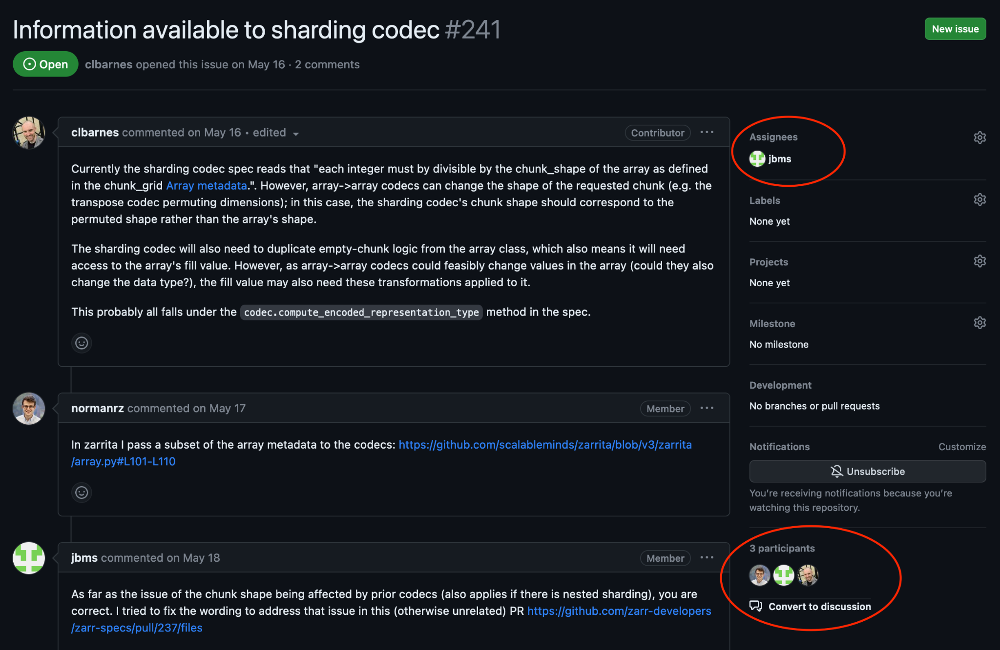 Information available to sharding codec #241
New issue
Open clbarnes opened this issue on May 16 · 2 comments
clbarnes commented on May 16 • edited
Contributor
Currently the sharding codec spec reads that "each integer must by divisible by the chunk_shape of the array as defined
in the chunk_grid Array metadata.". However, array->array codecs can change the shape of the requested chunk (e.g. the
transpose codec permuting dimensions); in this case, the sharding codec's chunk shape should correspond to the
permuted shape rather than the array's shape.
The sharding codec will also need to duplicate empty-chunk logic from the array class, which also means it will need
access to the array's fill value. However, as array->array codecs could feasibly change values in the array (could they also
change the data type?), the fill value may also need these transformations applied to it.
This probably all falls under the codec.compute_encoded_representation_type method in the spec.
normanrz commented on May 17
Member
In zarrita I pass a subset of the array metadata to the codecs: https://github.com/scalableminds/zarrita/blob/v3/zarrita
/array.py#L101-L110
jbms commented on May 18
Member
As far as the issue of the chunk shape being affected by prior codecs (also applies if there is nested sharding), you are
correct. I tried to fix the wording to address that issue in this (otherwise unrelated) PR https://github.com/zarr-developers
/zarr-specs/pull/237/files
Assignees
jbms
Labels
None yet
Projects
None yet
Milestone
No milestone
Development
No branches or pull requests
Notifications
Customize
Unsubscribe
You’re receiving notifications because you’re
watching this repository.
3 participants
Convert to discussion